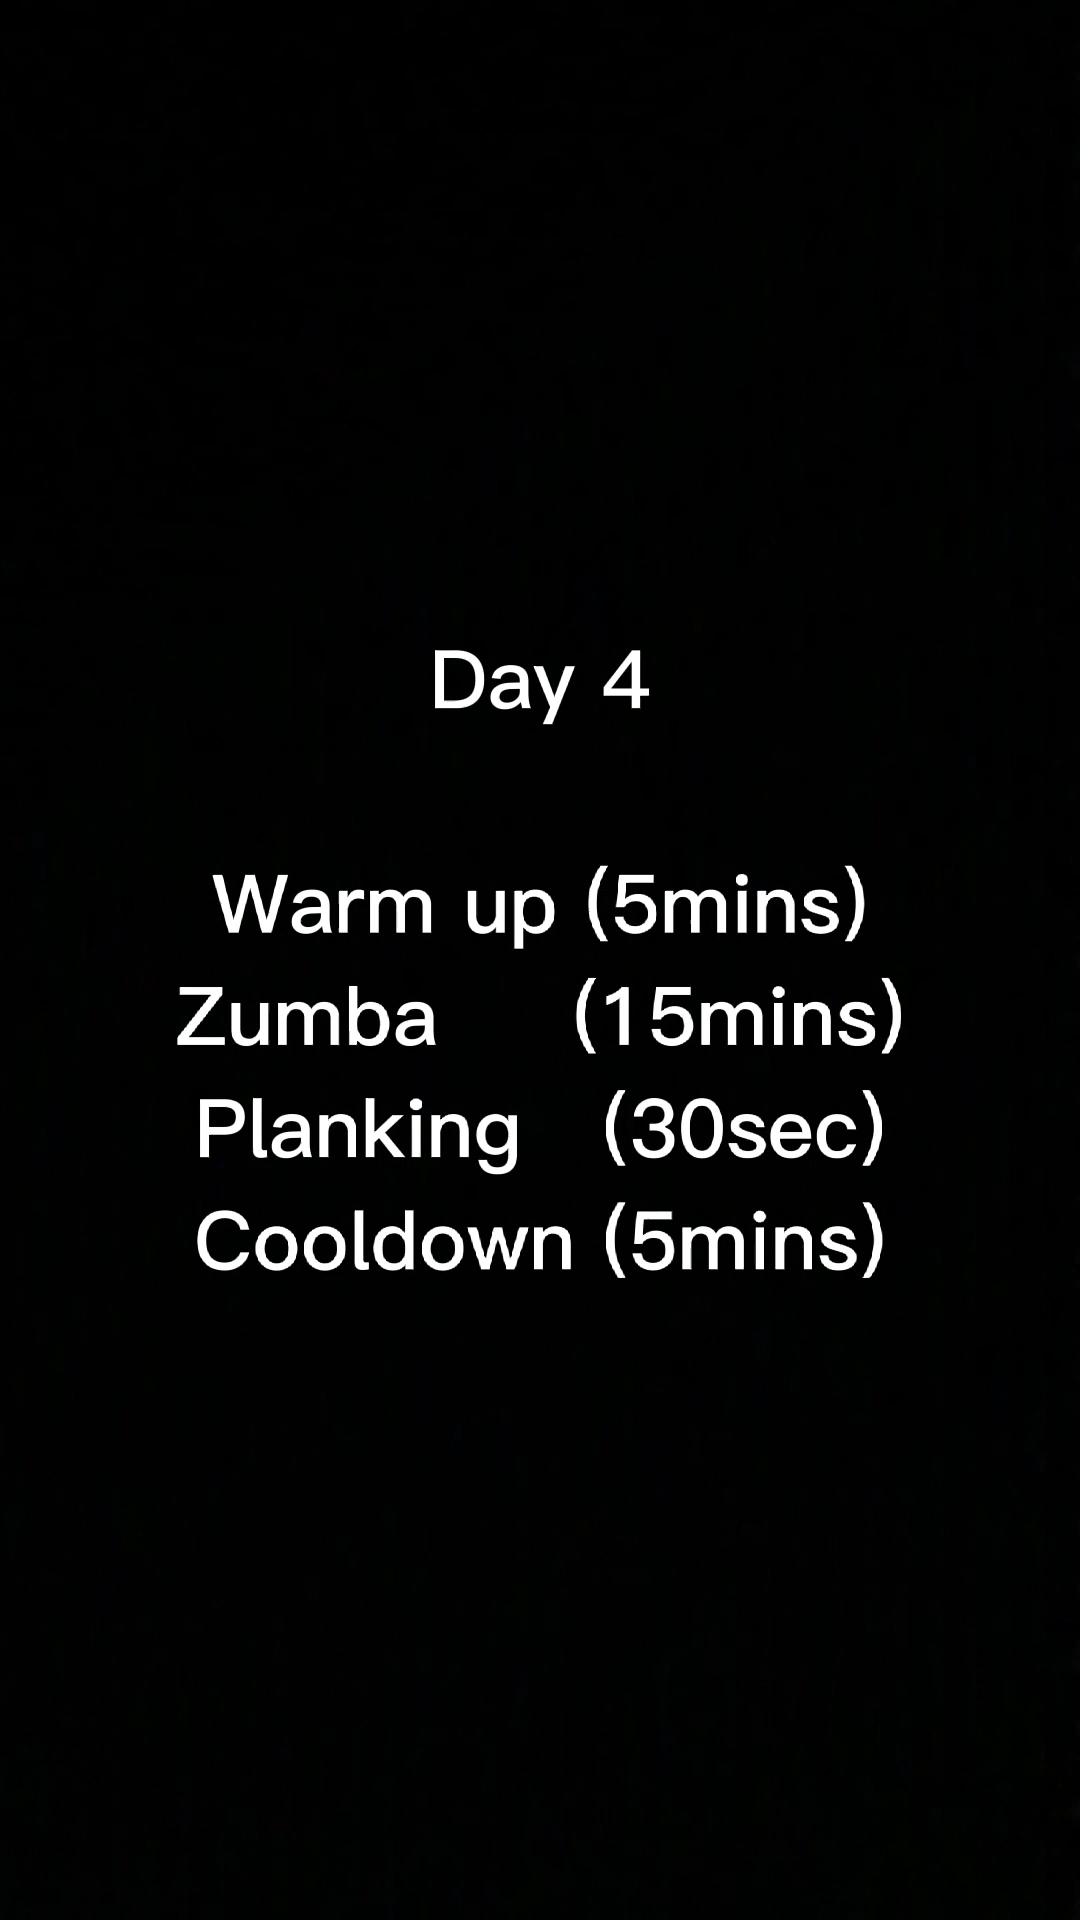 Day 4
Warm up (5mins)
Zumba (15mins)
Planking (30sec)
Cooldown (5mins)